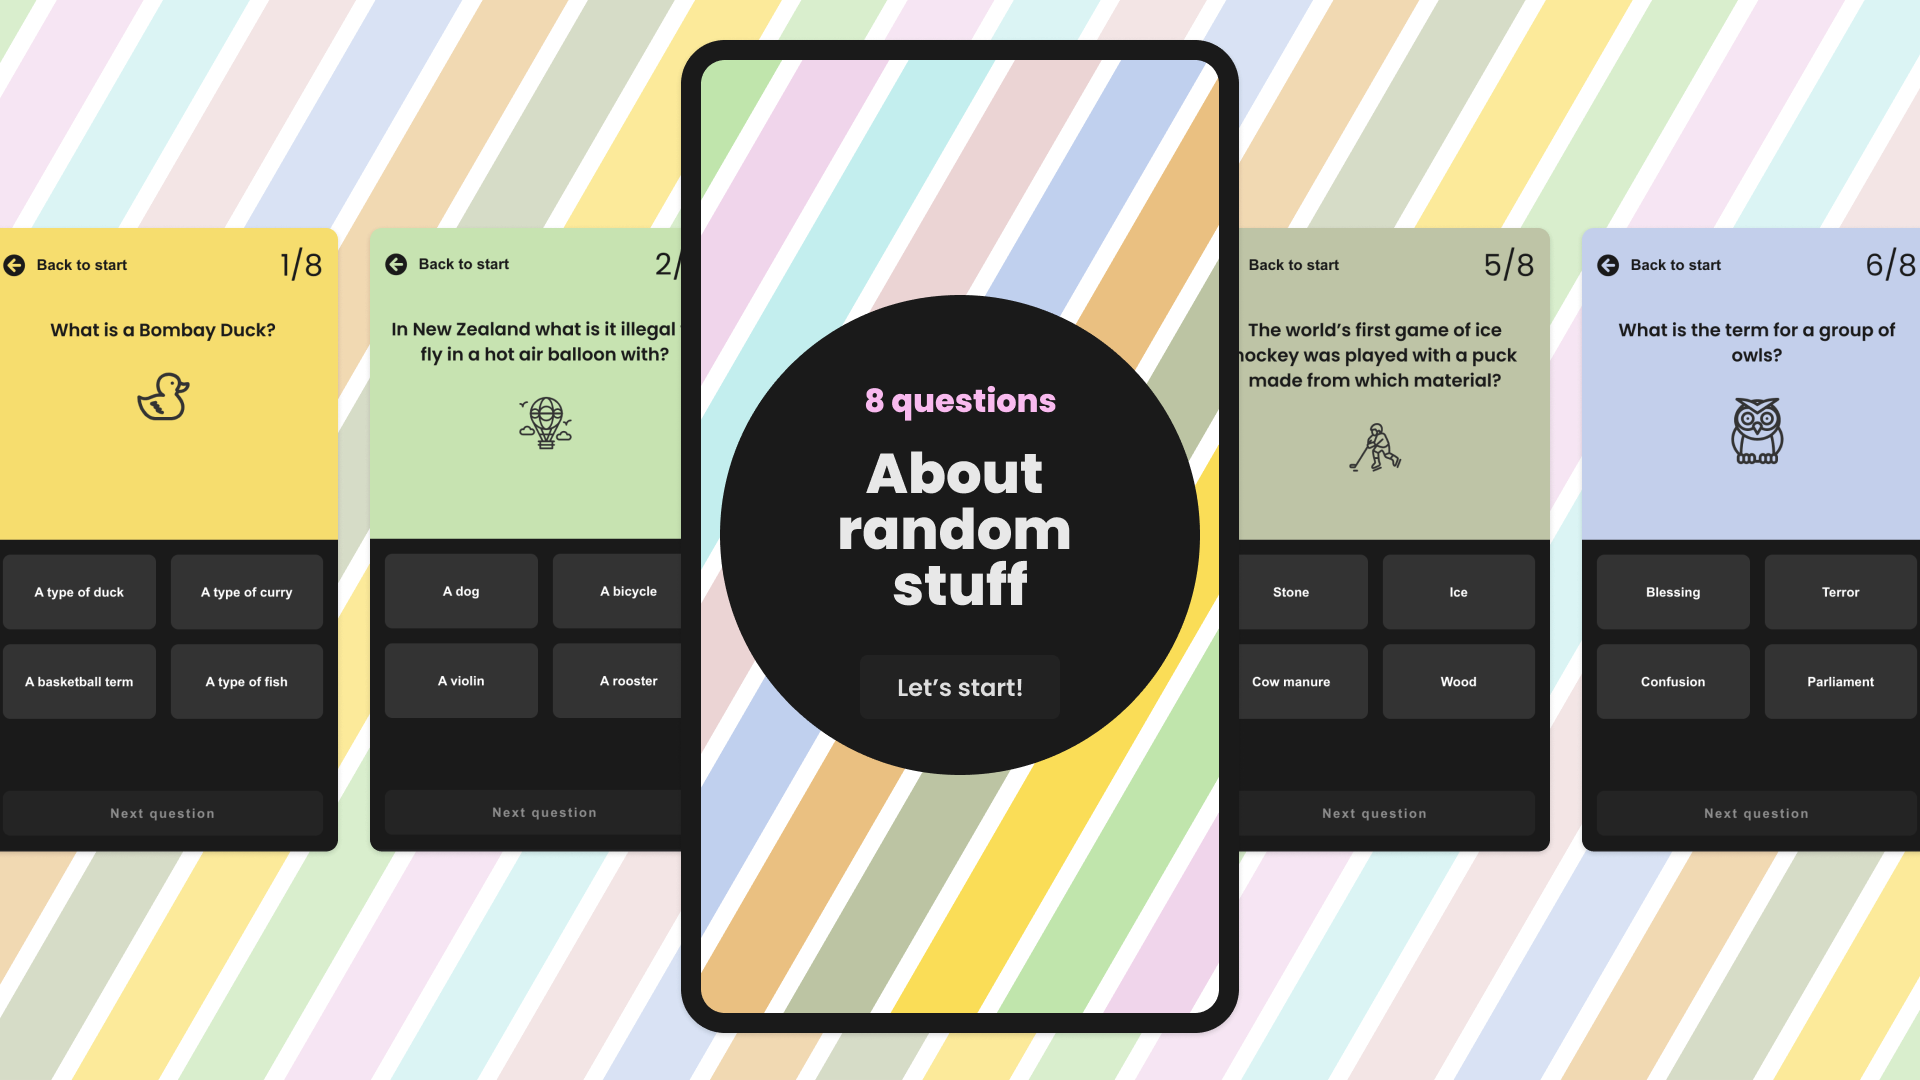 Back to start
1/8
What is a Bombay Duck?
A type of duck
A type of curry
A basketball term
A type of fish
Next question
Back to start
2/
In New Zealand what is it illegal
fly in a hot air balloon with?
A dog
A bicycle
A violin
A rooster
Next question
8 questions
About
random
stuff
Let's start!
Back to start
5/8
The world's first game of ice
hockey was played with a puck
made from which material?
Stone
Ice
Cow manure
Wood
Next question
Back to start
6/8
What is the term for a group of
owls?
Blessing
Terror
Confusion
Parliament
Next question